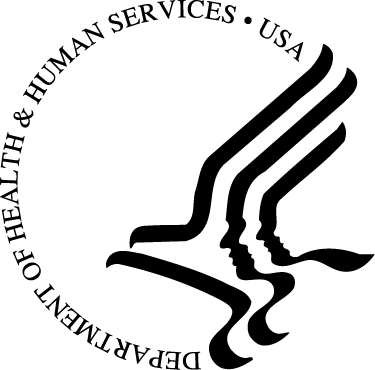 DEPARTMENT OF HEALTH & HUMAN SERVICES • USA